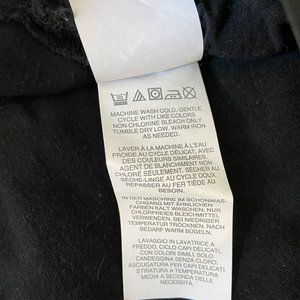 MACHINE WASH COLD, GENTLE
CYCLE WITH LIKE COLORS.
NON CHLORINE BLEACH ONLY.
TUMBLE DRY LOW. WARM IRON
AS NEEDED.
LAVER À LA MACHINE À L'EAU
FROIDE AU CYCLE DÉLICAT, AVEC
DES COULEURS SIMILAIRES
AGENT DE BLANCHIMENT NON
CHLORÉ SEULEMENT. SÉCHER AU
SÈCHE-LINGE AU CYCLE DOUX.
REPASSER AU FER TIÈDE AU
BESOIN.
IN DER MASCHINE IM SCHONWAS-
CHGANG MIT ÄHNLICHEN
FARBEN KALT WASCHEN. NUR
CHLORFREIES BLEICHMITTEL
VERWENDEN. BEI NIEDRIGER
TEMPERATUR TROCKNEN. NACH
BEDARF WARM BÜGELN.
LAVAGGIO IN LAVATRICE A
FREDDO, CICLO CAPI DELICATI,
CON COLORI SIMILI. SOLO
CANDEGGINA SENZA CLORO.
ASCIUGATURA PER CAPI DELICATI.
STIRATURA A TEMPERATURA
MEDIA A SECONDO DELLE
NECESSITÀ.